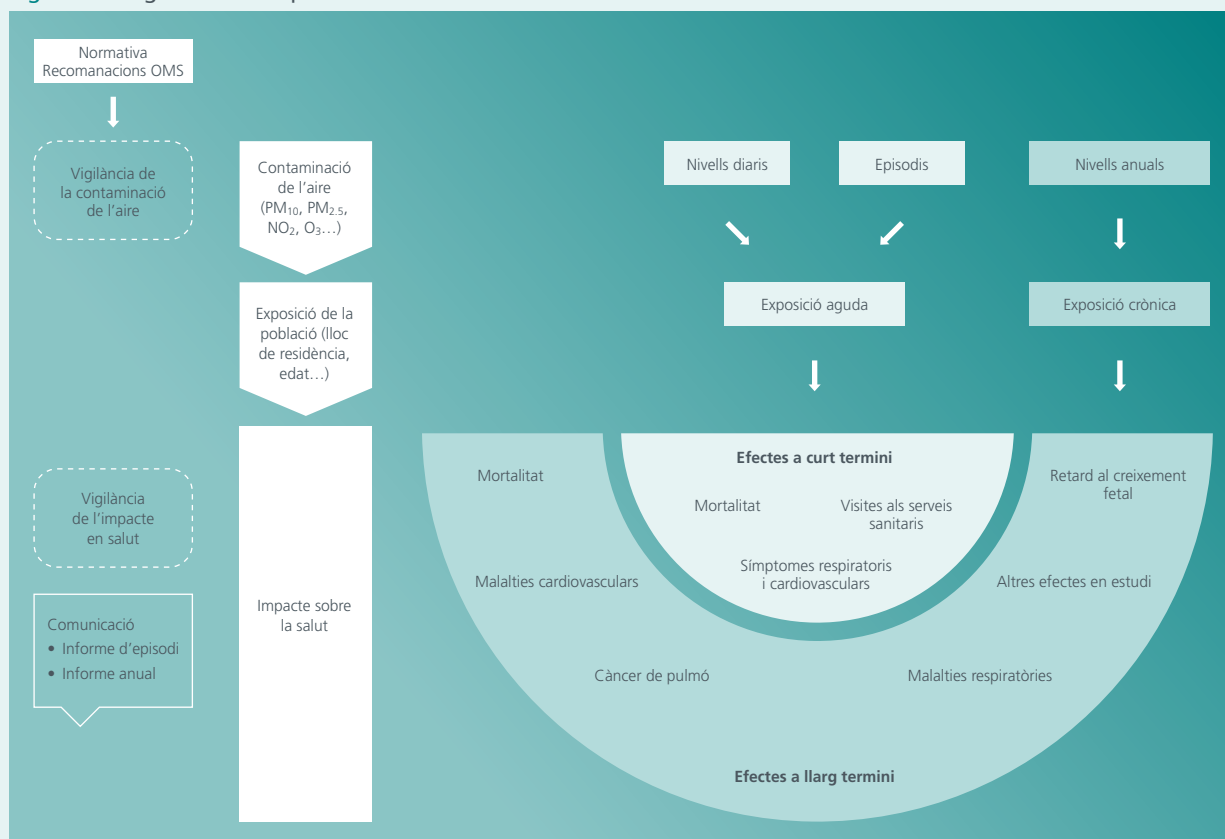 Normativa
Recomanacions OMS
Vigilància de
la contaminació
de l'aire
Contaminació
de l'aire
(PM₁₀, PM₂.₅,
NO₂, O₃…)
Nivells diaris
Episodis
Nivells anuals
Exposició de la
població (lloc
de residència,
edat…)
Exposició aguda
Exposició crònica
Vigilància
de l'impacte
en salut
Comunicació
• Informe d'episodi
• Informe anual
Impacte sobre
la salut
Efectes a curt termini
Mortalitat
Visites als serveis
sanitaris
Símptomes respiratoris
i cardiovasculars
Mortalitat
Retard al creixement
fetal
Malalties cardiovasculars
Altres efectes en estudi
Càncer de pulmó
Malalties respiratòries
Efectes a llarg termini